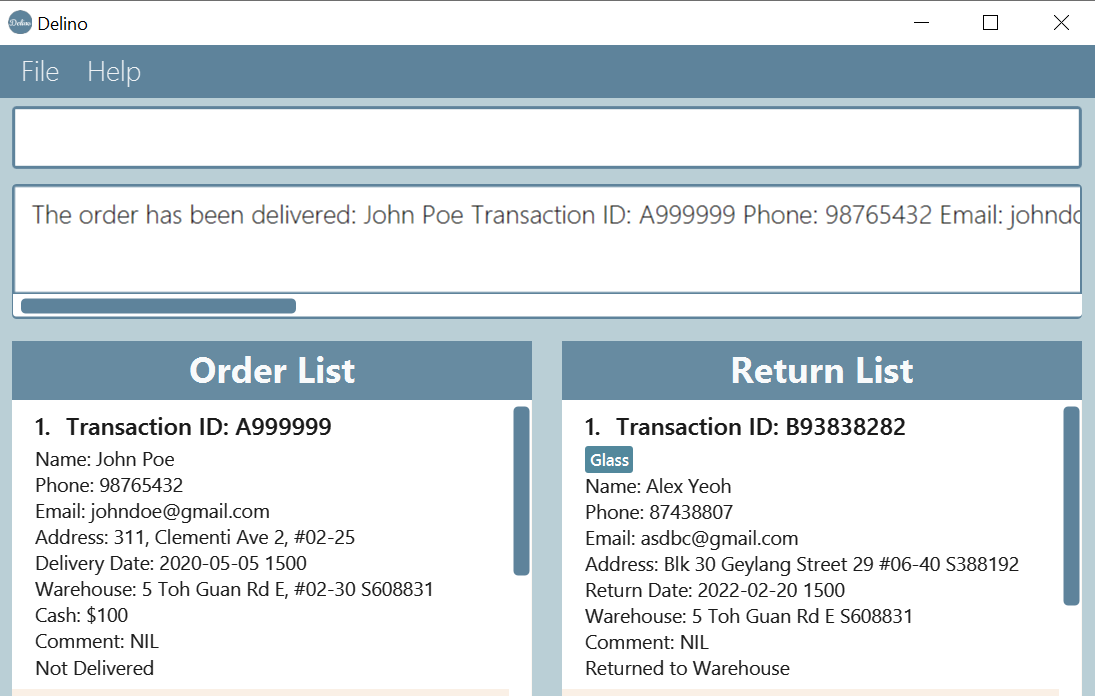 Delino
File Help
The order has been delivered: John Poe Transaction ID: A999999 Phone: 98765432 Email: johndo
Order List
1. Transaction ID: A999999
Name: John Poe
Phone: 98765432
Email: johndoe@gmail.com
Address: 311, Clementi Ave 2, #02-25
Delivery Date: 2020-05-05 1500
Warehouse: 5 Toh Guan Rd E, #02-30 S608831
Cash: $100
Comment: NIL
Not Delivered
Return List
1. Transaction ID: B93838282
Glass
Name: Alex Yeoh
Phone: 87438807
Email: asdbc@gmail.com
Address: Blk 30 Geylang Street 29 #06-40 S388192
Return Date: 2022-02-20 1500
Warehouse: 5 Toh Guan Rd E S608831
Comment: NIL
Returned to Warehouse